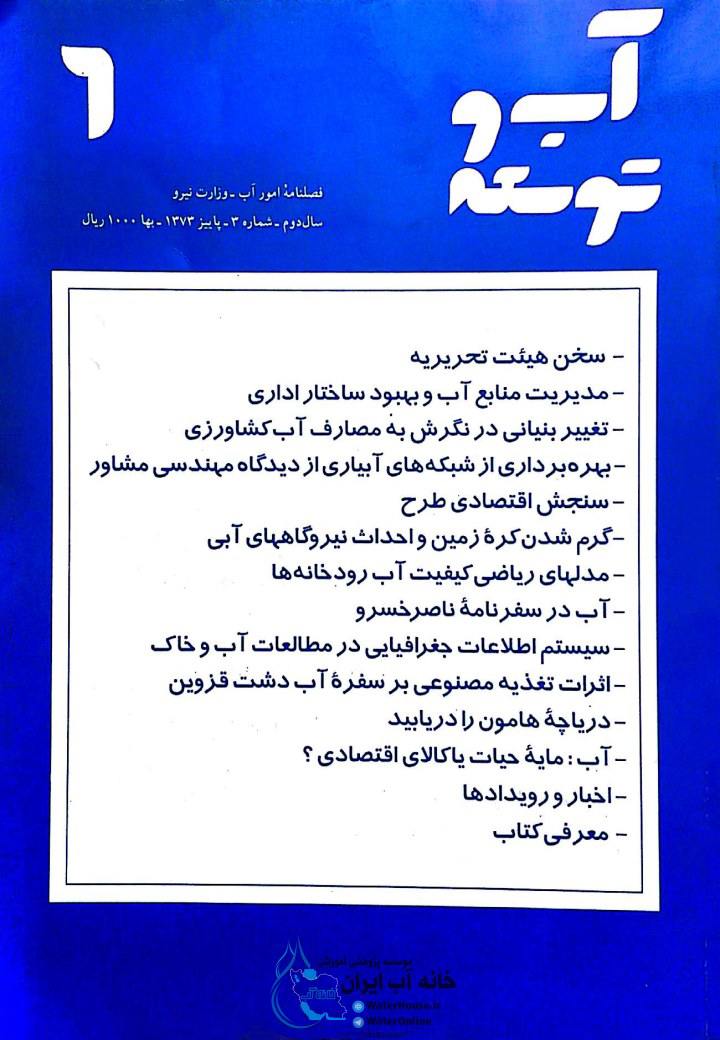 آب و
توسعه
۶
فصلنامهٔ امور آب ـ وزارت نیرو
سال دوم ـ شماره ۳ ـ پاییز ۱۳۷۳ ـ بها ۱۰۰۰ ریال
– سخن هیئت تحریریه
– مدیریت منابع آب و بهبود ساختار اداری
– تغییر بنیانی در نگرش به مصارف آب کشاورزی
– بهره‌برداری از شبکه‌های آبیاری از دیدگاه مهندسی مشاور
– سنجش اقتصادی طرح
– گرم شدن کرهٔ زمین و احداث نیروگاههای آبی
– مدلهای ریاضی کیفیت آب رودخانه‌ها
– آب در سفرنامهٔ ناصرخسرو
– سیستم اطلاعات جغرافیایی در مطالعات آب و خاک
– اثرات تغذیه مصنوعی بر سفرهٔ آب دشت قزوین
– دریاچهٔ هامون را دریابید
– آب : مایهٔ حیات یا کالای اقتصادی ؟
– اخبار و رویدادها
– معرفی کتاب
موسسه پژوهشی آموزشی
خانه آب ایران
WaterHouse.ir
WaterOnline